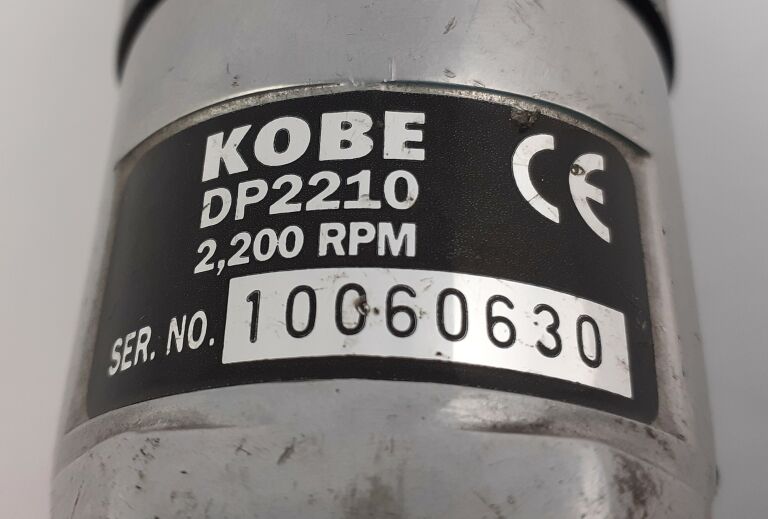 KOBE
DP2210
2,200 RPM
CE
SER. NO. 10060630